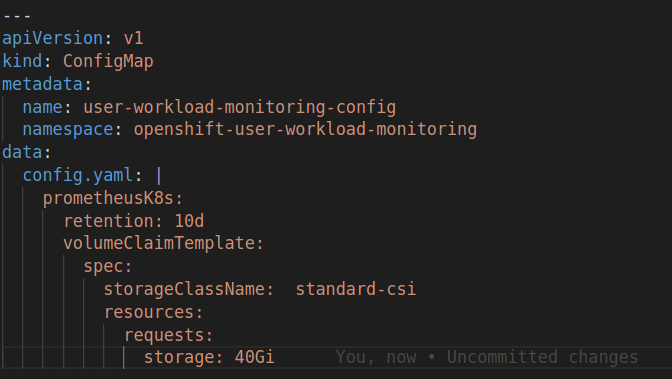 ---
apiVersion: v1
kind: ConfigMap
metadata:
  name: user-workload-monitoring-config
  namespace: openshift-user-workload-monitoring
data:
  config.yaml: |
    prometheusK8s:
      retention: 10d
      volumeClaimTemplate:
        spec:
          storageClassName:  standard-csi
          resources:
            requests:
              storage: 40Gi      You, now • Uncommitted changes